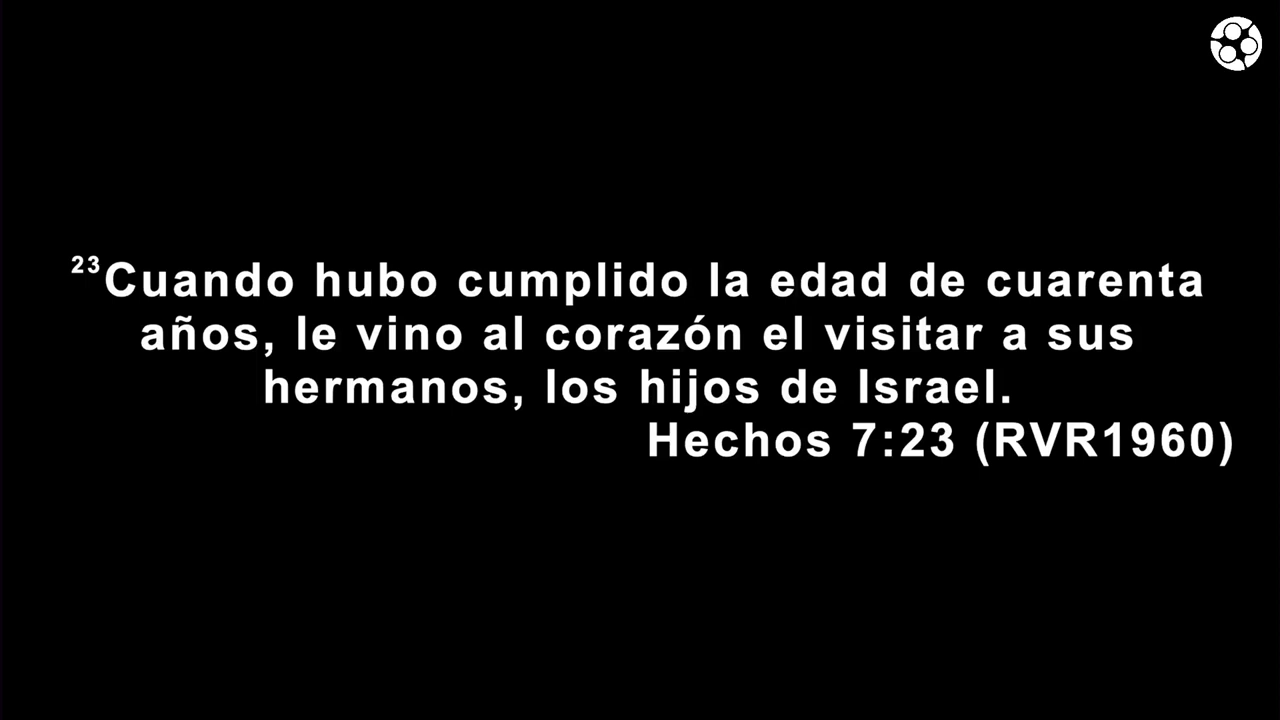 ²³Cuando hubo cumplido la edad de cuarenta
años, le vino al corazón el visitar a sus
hermanos, los hijos de Israel.
Hechos 7:23 (RVR1960)